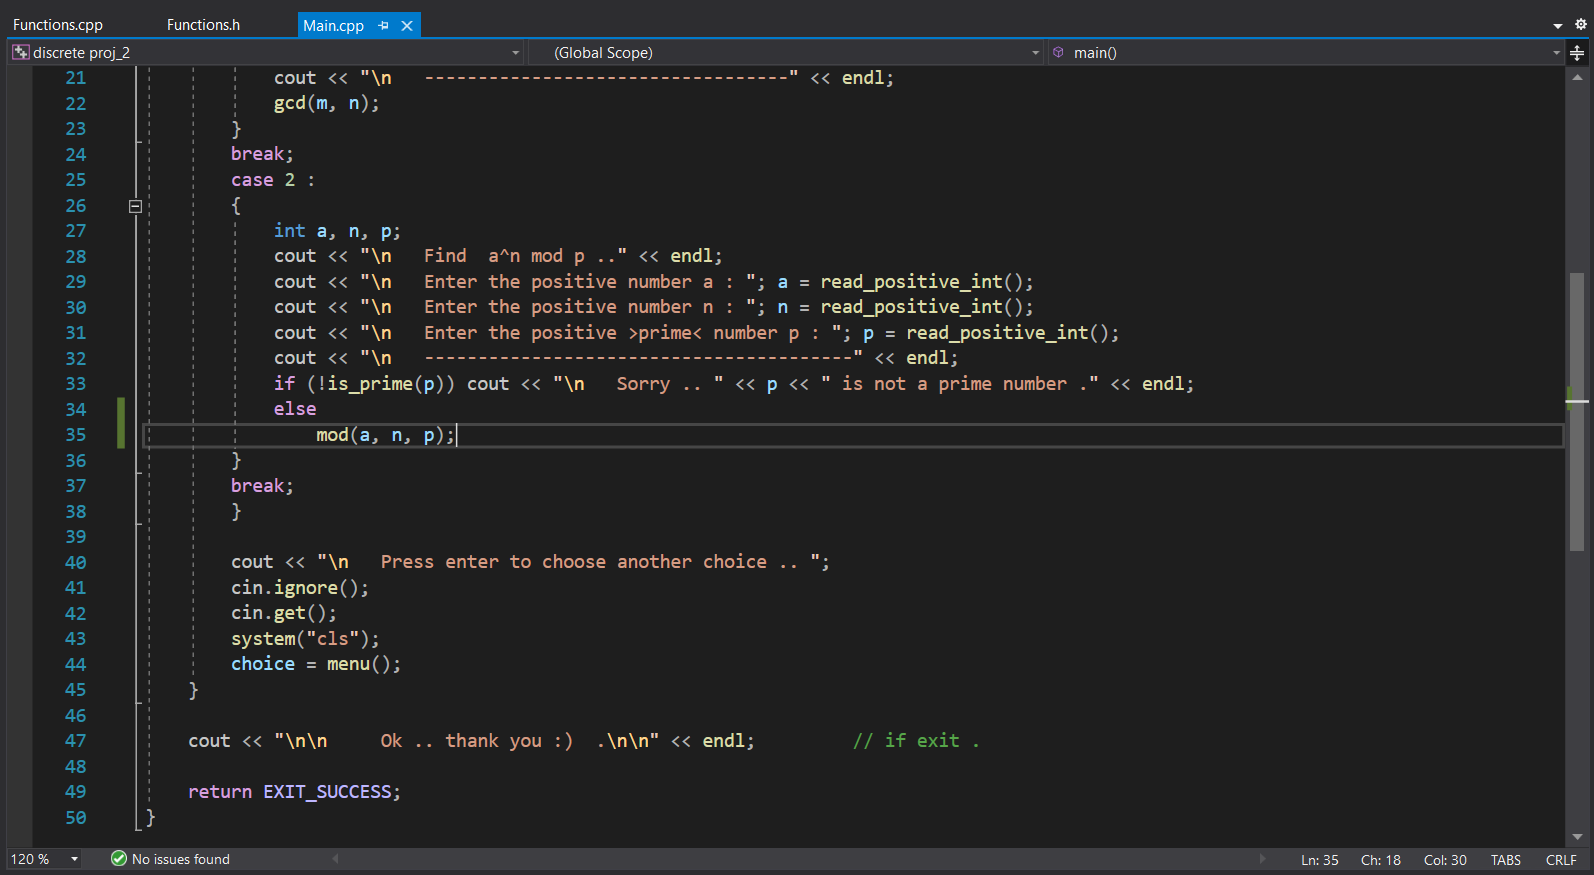 Functions.cpp Functions.h Main.cpp
discrete proj_2 (Global Scope) main()
21 cout << "\n   ----------------------------------" << endl;
22 gcd(m, n);
23 }
24 break;
25 case 2 :
26 {
27 int a, n, p;
28 cout << "\n   Find  a^n mod p .." << endl;
29 cout << "\n   Enter the positive number a : "; a = read_positive_int();
30 cout << "\n   Enter the positive number n : "; n = read_positive_int();
31 cout << "\n   Enter the positive >prime< number p : "; p = read_positive_int();
32 cout << "\n   ----------------------------------------" << endl;
33 if (!is_prime(p)) cout << "\n   Sorry .. " << p << " is not a prime number ." << endl;
34 else
35 mod(a, n, p);
36 }
37 break;
38 }
39
40 cout << "\n   Press enter to choose another choice .. ";
41 cin.ignore();
42 cin.get();
43 system("cls");
44 choice = menu();
45 }
46
47 cout << "\n\n     Ok .. thank you :)  .\n\n" << endl;         // if exit .
48
49 return EXIT_SUCCESS;
50 }
120 % No issues found Ln: 35 Ch: 18 Col: 30 TABS CRLF